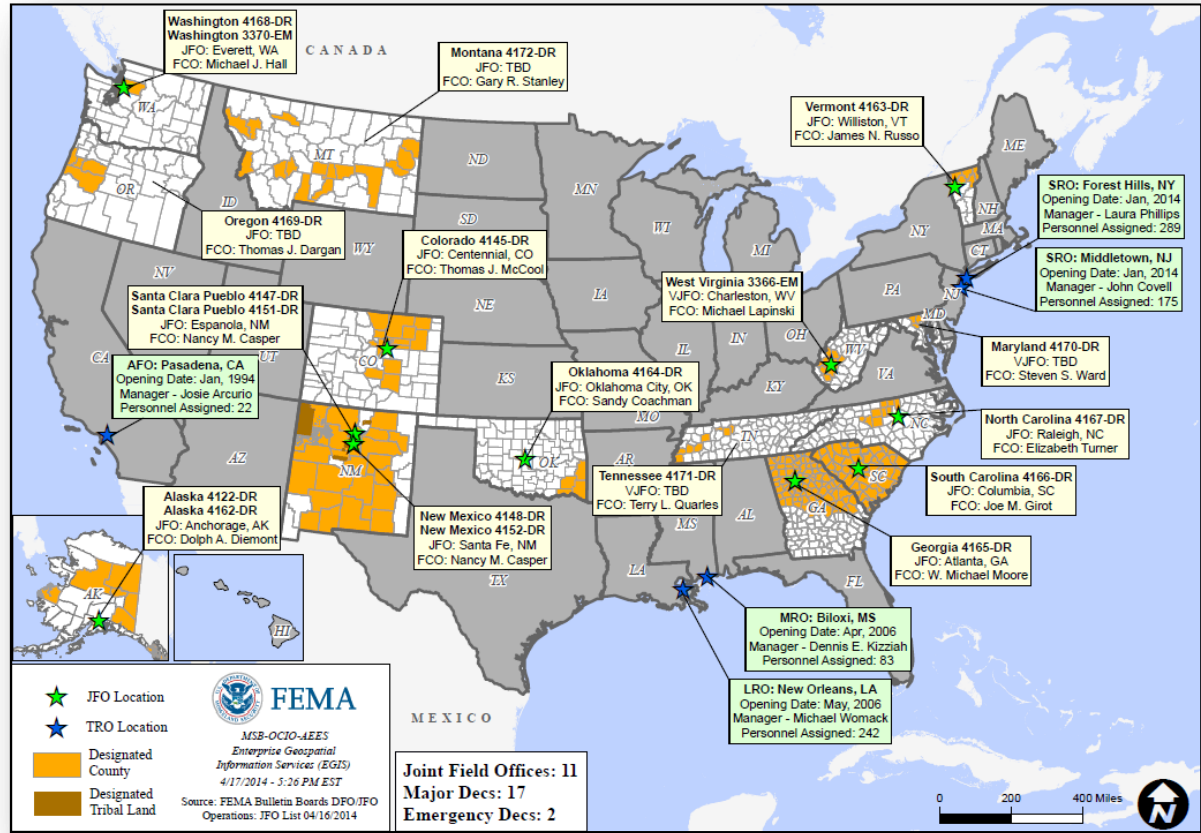 Washington 4168-DR
Washington 3370-EM
JFO: Everett, WA
FCO: Michael J. Hall
CANADA
Montana 4172-DR
JFO: TBD
FCO: Gary R. Stanley
Vermont 4163-DR
JFO: Williston, VT
FCO: James N. Russo
WA
MT
ND
MN
ME
OR
ID
SD
WI
MI
NH
MA
NY
CT
SRO: Forest Hills, NY
Opening Date: Jan, 2014
Manager - Laura Phillips
Personnel Assigned: 289
SRO: Middletown, NJ
Opening Date: Jan, 2014
Manager - John Covell
Personnel Assigned: 175
Oregon 4169-DR
JFO: TBD
FCO: Thomas J. Dargan
WY
Colorado 4145-DR
JFO: Centennial, CO
FCO: Thomas J. McCool
NV
NE
IA
PA
NJ
West Virginia 3366-EM
VJFO: Charleston, WV
FCO: Michael Lapinski
Santa Clara Pueblo 4147-DR
Santa Clara Pueblo 4151-DR
JFO: Espanola, NM
FCO: Nancy M. Casper
IL
IN
OH
WV
MD
VA
CA
UT
CO
KS
MO
KY
Maryland 4170-DR
VJFO: TBD
FCO: Steven S. Ward
AFO: Pasadena, CA
Opening Date: Jan, 1994
Manager - Josie Arcurio
Personnel Assigned: 22
Oklahoma 4164-DR
JFO: Oklahoma City, OK
FCO: Sandy Coachman
North Carolina 4167-DR
JFO: Raleigh, NC
FCO: Elizabeth Turner
AZ
NM
OK
AR
TN
NC
SC
Tennessee 4171-DR
VJFO: TBD
FCO: Terry L. Quarles
South Carolina 4166-DR
JFO: Columbia, SC
FCO: Joe M. Girot
Alaska 4122-DR
Alaska 4162-DR
JFO: Anchorage, AK
FCO: Dolph A. Diemont
New Mexico 4148-DR
New Mexico 4152-DR
JFO: Santa Fe, NM
FCO: Nancy M. Casper
MS
AL
GA
Georgia 4165-DR
JFO: Atlanta, GA
FCO: W. Michael Moore
TX
LA
FL
AK
HI
MRO: Biloxi, MS
Opening Date: Apr, 2006
Manager - Dennis E. Kizziah
Personnel Assigned: 83
LRO: New Orleans, LA
Opening Date: May, 2006
Manager - Michael Womack
Personnel Assigned: 242
MEXICO
JFO Location
TRO Location
Designated
County
Designated
Tribal Land
FEMA
MSB-OCIO-AEES
Enterprise Geospatial
Information Services (EGIS)
4/17/2014 - 5:26 PM EST
Source: FEMA Bulletin Boards DFO/JFO
Operations: JFO List 04/16/2014
Joint Field Offices: 11
Major Decs: 17
Emergency Decs: 2
0 200 400 Miles
N